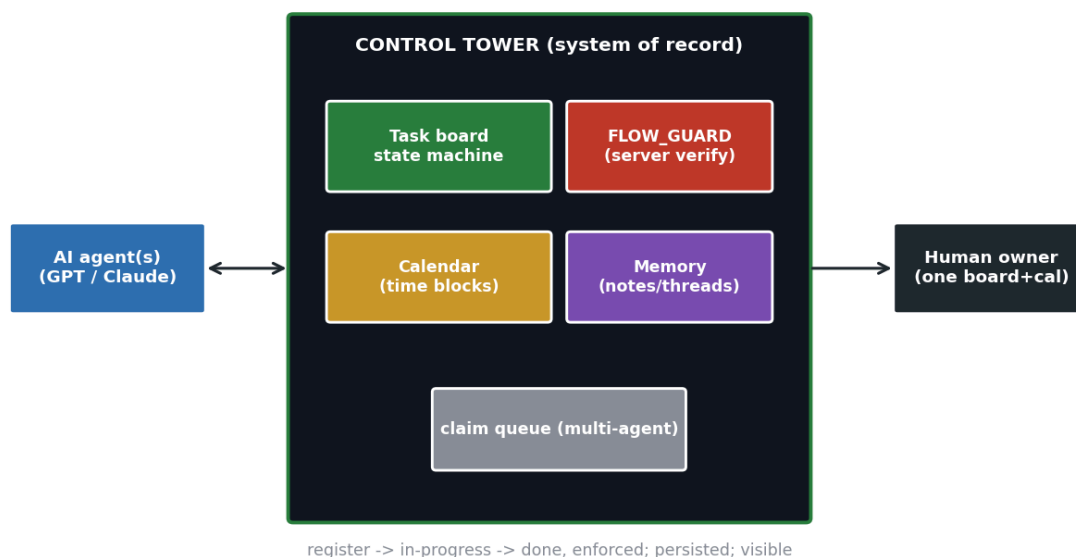 CONTROL TOWER (system of record)
Task board
state machine
FLOW_GUARD
(server verify)
AI agent(s)
(GPT / Claude)
Calendar
(time blocks)
Memory
(notes/threads)
Human owner
(one board+cal)
claim queue (multi-agent)
register -> in-progress -> done, enforced; persisted; visible